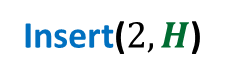 Insert(2, H)